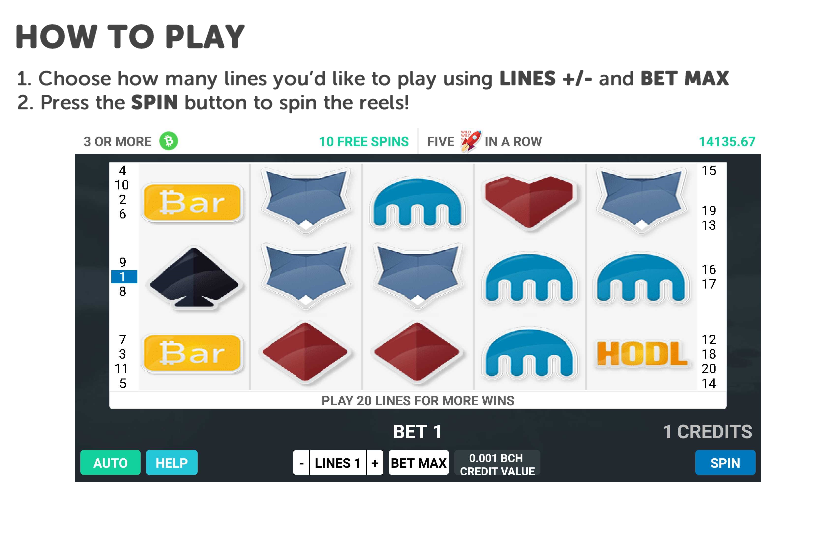 HOW TO PLAY
1. Choose how many lines you'd like to play using LINES +/- and BET MAX
2. Press the SPIN button to spin the reels!
3 OR MORE 10 FREE SPINS FIVE IN A ROW 14135.67
4 15
10
2 19
6 13
Bar
9 16
1 17
8
7 12
3 18
11 20
5 14
Bar HODL
PLAY 20 LINES FOR MORE WINS
BET 1 1 CREDITS
AUTO HELP - LINES 1 + BET MAX 0.001 BCH
CREDIT VALUE SPIN